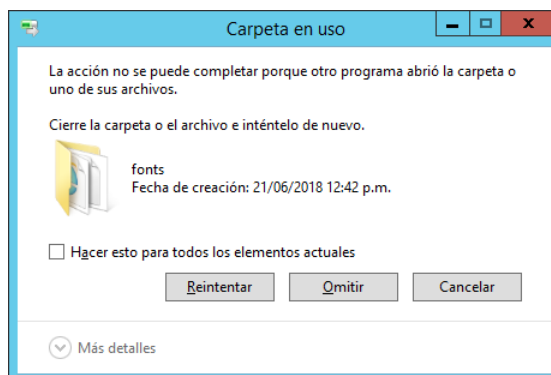 Carpeta en uso
La acción no se puede completar porque otro programa abrió la carpeta o
uno de sus archivos.
Cierre la carpeta o el archivo e inténtelo de nuevo.
fonts
Fecha de creación: 21/06/2018 12:42 p.m.
Hacer esto para todos los elementos actuales
Reintentar
Omitir
Cancelar
Más detalles